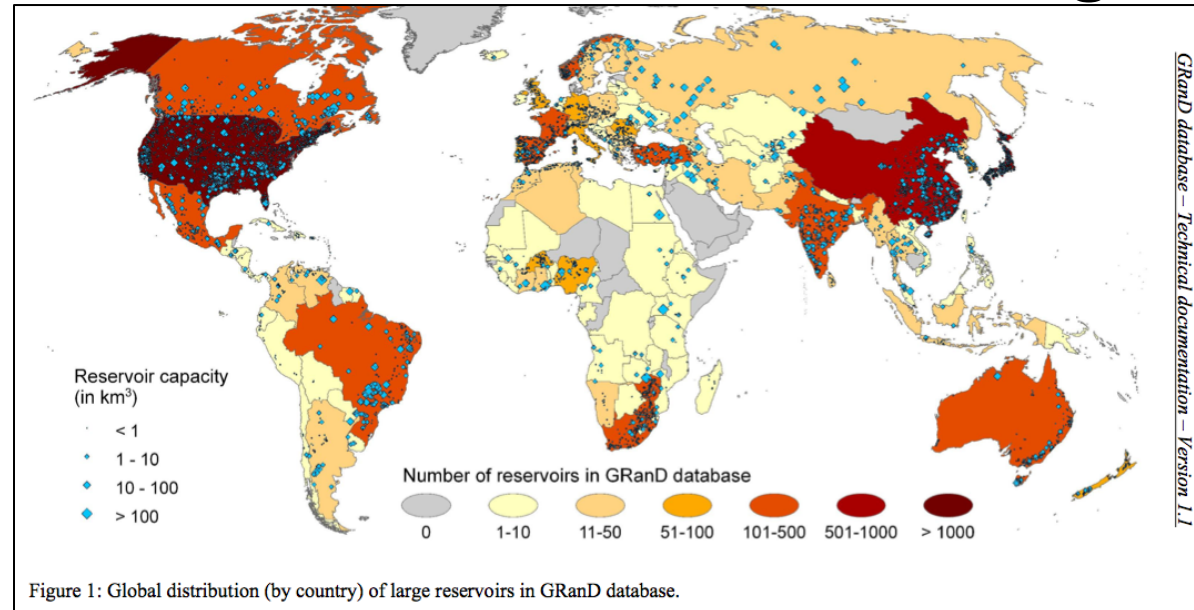 GRanD database – Technical documentation – Version 1.1
Reservoir capacity
(in km³)
< 1
1 - 10
10 - 100
> 100
Number of reservoirs in GRanD database
0 1-10 11-50 51-100 101-500 501-1000 > 1000
Figure 1: Global distribution (by country) of large reservoirs in GRanD database.